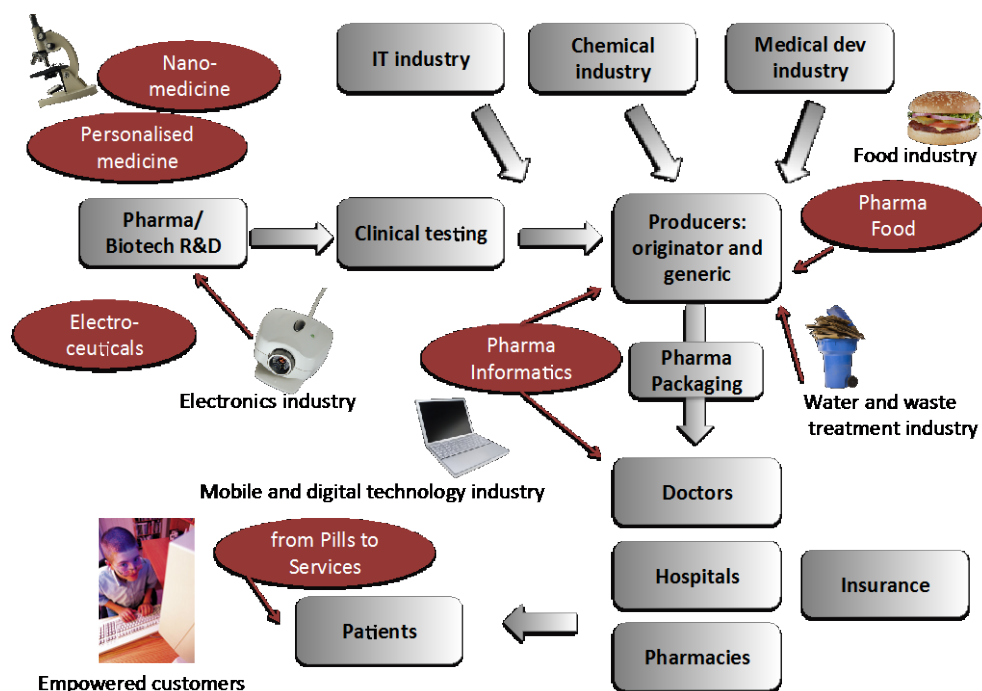 Nano-
medicine
IT industry
Chemical
industry
Medical dev
industry
Personalised
medicine
Food industry
Pharma/
Biotech R&D
Clinical testing
Producers:
originator and
generic
Pharma
Food
Electro-
ceuticals
Electronics industry
Pharma
Informatics
Pharma
Packaging
Water and waste
treatment industry
Mobile and digital technology industry
Doctors
from Pills to
Services
Hospitals
Insurance
Patients
Pharmacies
Empowered customers